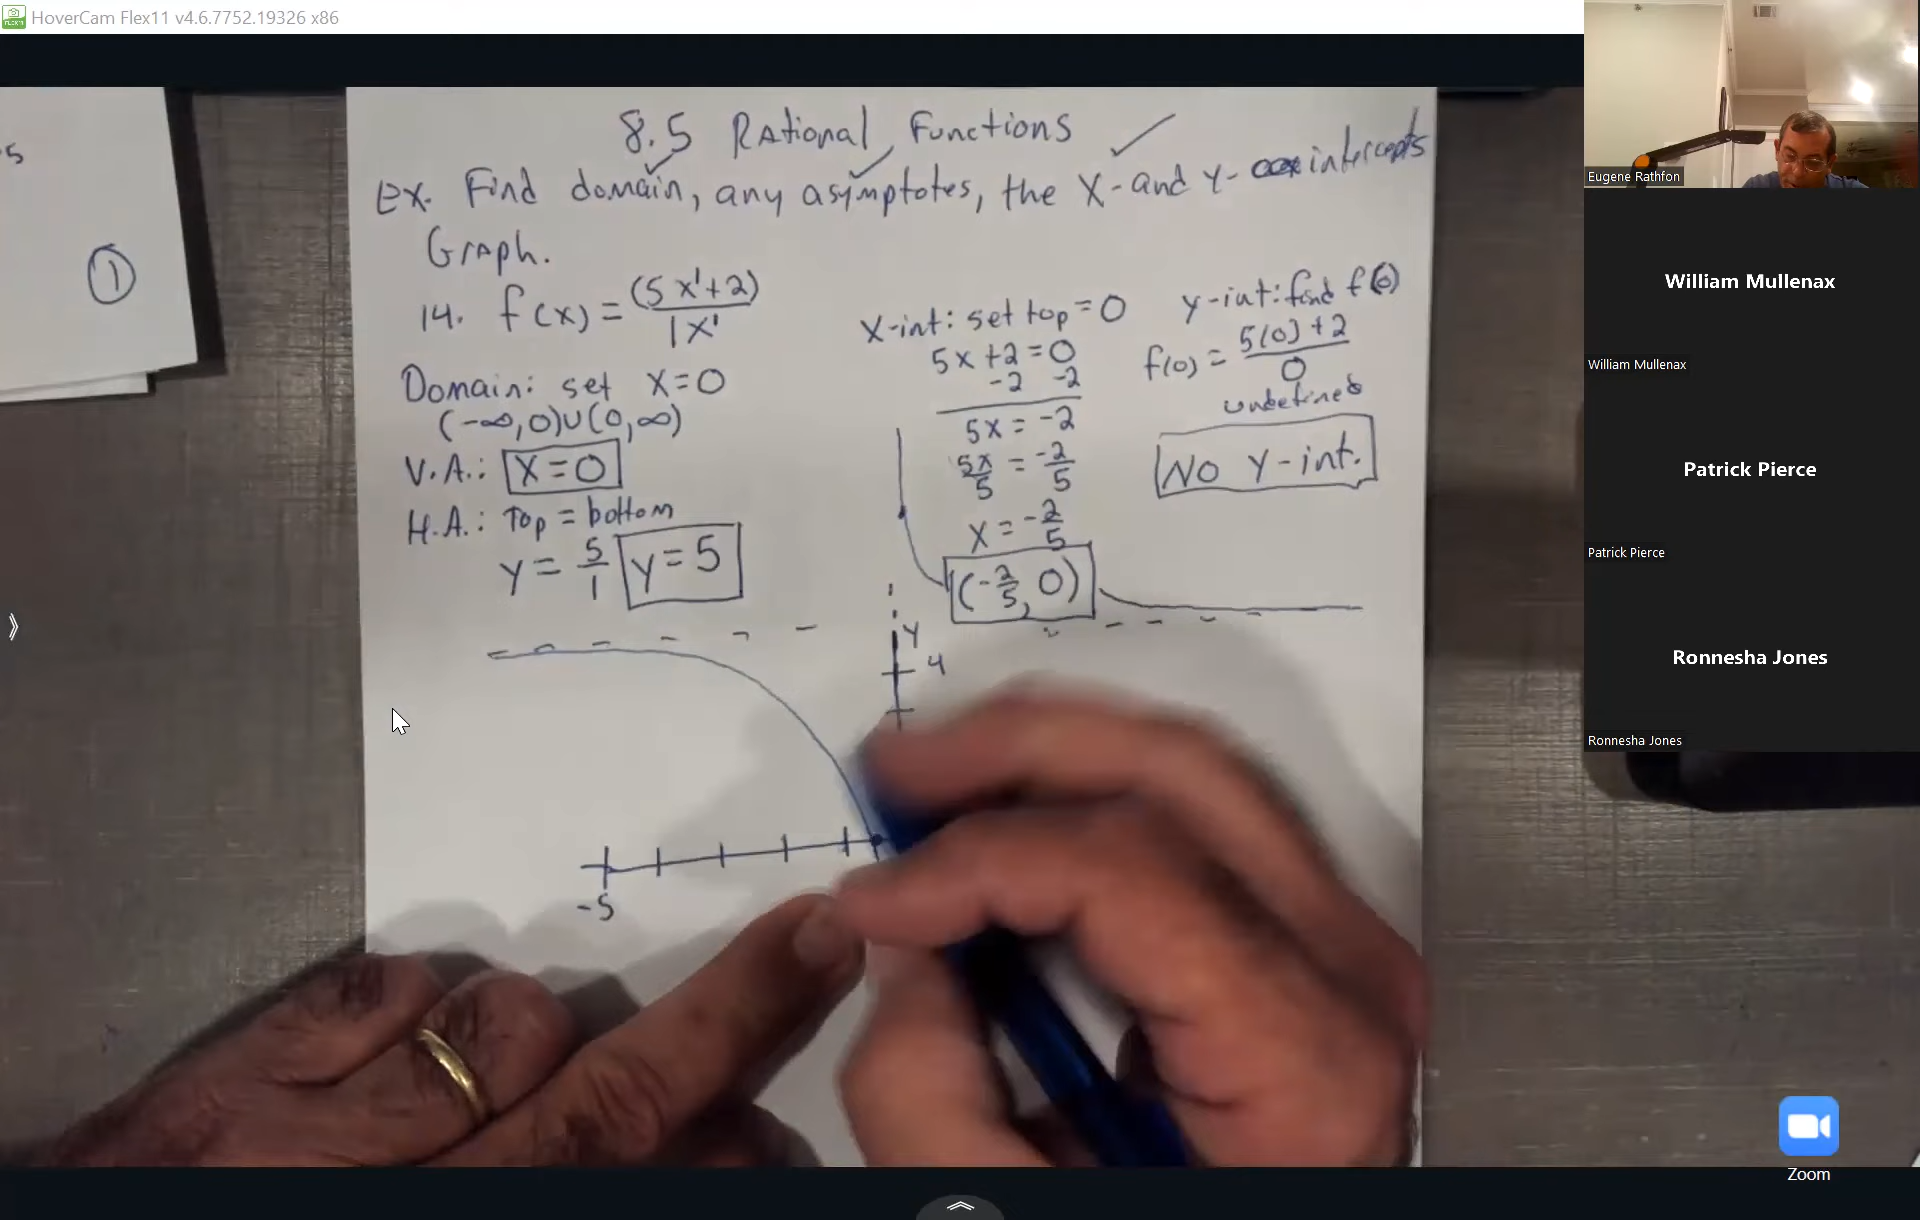 HoverCam Flex11 v4.6.7752.19326 x86
8.5 Rational Functions
Ex. Find domain, any asymptotes, the x-and y- intercepts
Graph.
14. f(x) = (5x¹+2)/1x¹
Domain: set x=0
(-∞,0)∪(0,∞)
V.A.: x=0
H.A.: Top = bottom
y = 5/1 y=5
x-int: set top=0
5x+2=0
-2 -2
5x = -2
5x/5 = -2/5
x = -2/5
(-2/5, 0)
y-int: find f(0)
f(0) = 5(0)+2/0
undefined
No y-int.
y
4
-5
5
1
Eugene Rathfon
William Mullenax
William Mullenax
Patrick Pierce
Patrick Pierce
Ronnesha Jones
Ronnesha Jones
Zoom